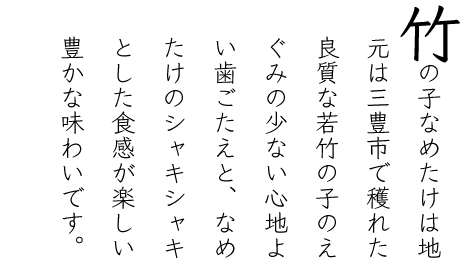 竹の子なめたけは地
元は三豊市で穫れた
良質な若竹の子のえ
ぐみの少ない心地よ
い歯ごたえと、なめ
たけのシャキシャキ
とした食感が楽しい
豊かな味わいです。